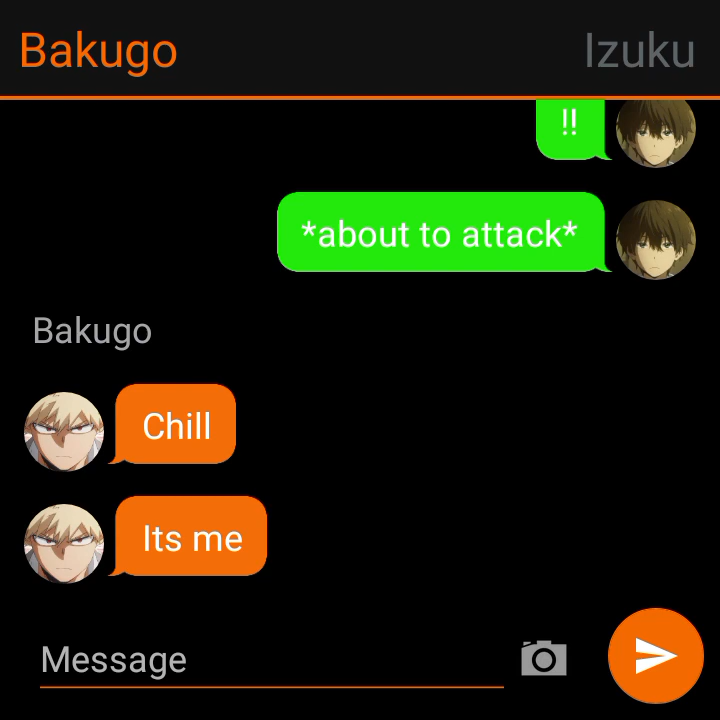 Bakugo
Izuku
!!
*about to attack*
Bakugo
Chill
Its me
Message